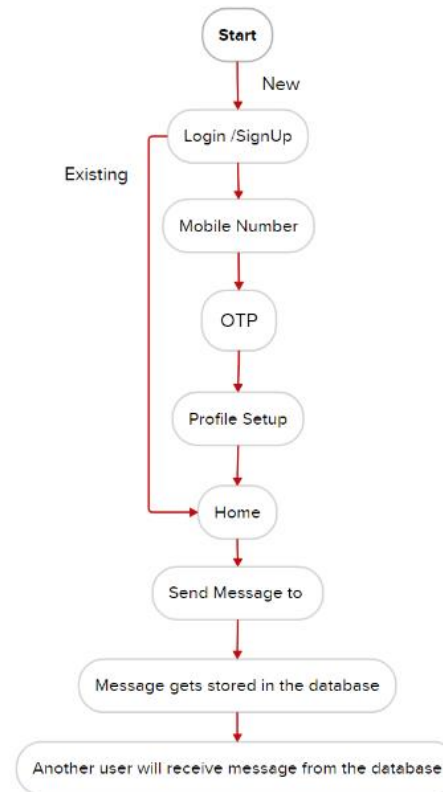 Start
New
Login /SignUp
Existing
Mobile Number
OTP
Profile Setup
Home
Send Message to
Message gets stored in the database
Another user will receive message from the database